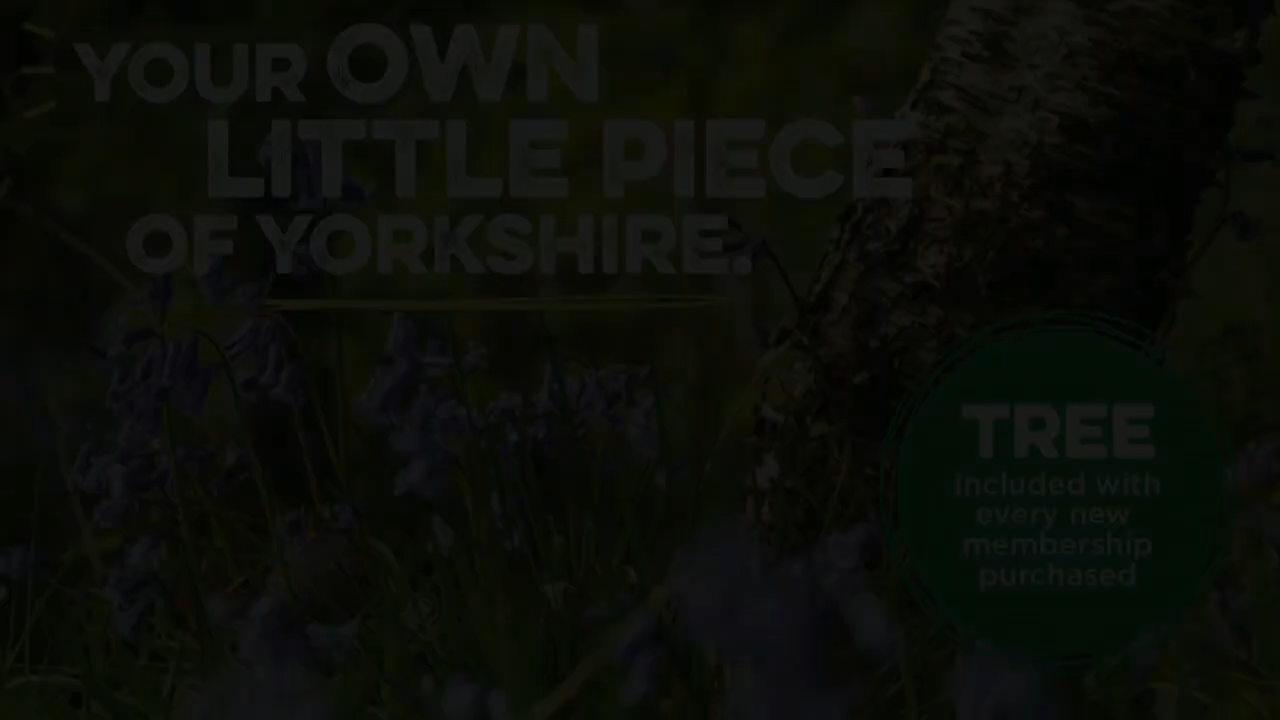 YOUR OWN
LITTLE PIECE
OF YORKSHIRE.
TREE
included with
every new
membership
purchased